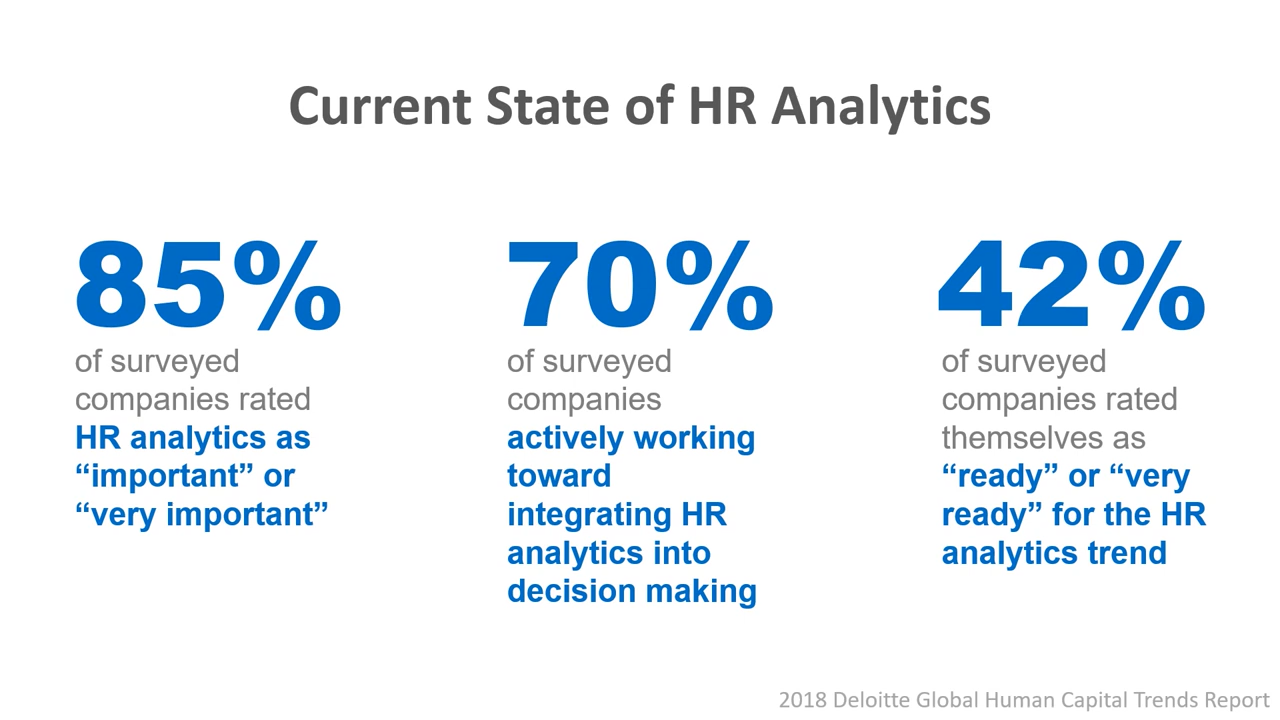 Current State of HR Analytics
85%
of surveyed
companies rated
HR analytics as
“important” or
“very important”
70%
of surveyed
companies
actively working
toward
integrating HR
analytics into
decision making
42%
of surveyed
companies rated
themselves as
“ready” or “very
ready” for the HR
analytics trend
2018 Deloitte Global Human Capital Trends Report